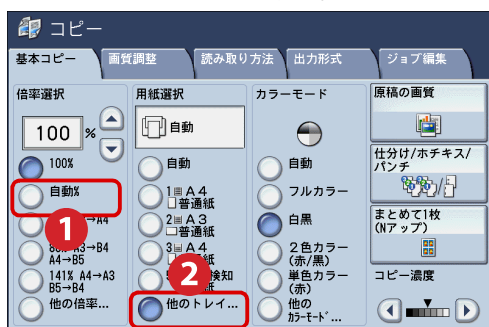 コピー
基本コピー
画質調整
読み取り方法
出力形式
ジョブ編集
倍率選択
100 %
100%
自動%
→A4
A3→B4
A4→B5
141% A4→A3
B5→B4
他の倍率...
1
用紙選択
自動
自動
1 A4
普通紙
2 A3
普通紙
3 A4
紙
検知
紙
他のトレイ...
2
カラーモード
自動
フルカラー
白黒
2色カラー
(赤/黒)
単色カラー
(赤)
他の
ｶﾗｰﾓｰﾄﾞ...
原稿の画質
仕分け/ホチキス/
パンチ
まとめて1枚
(Nアップ)
コピー濃度